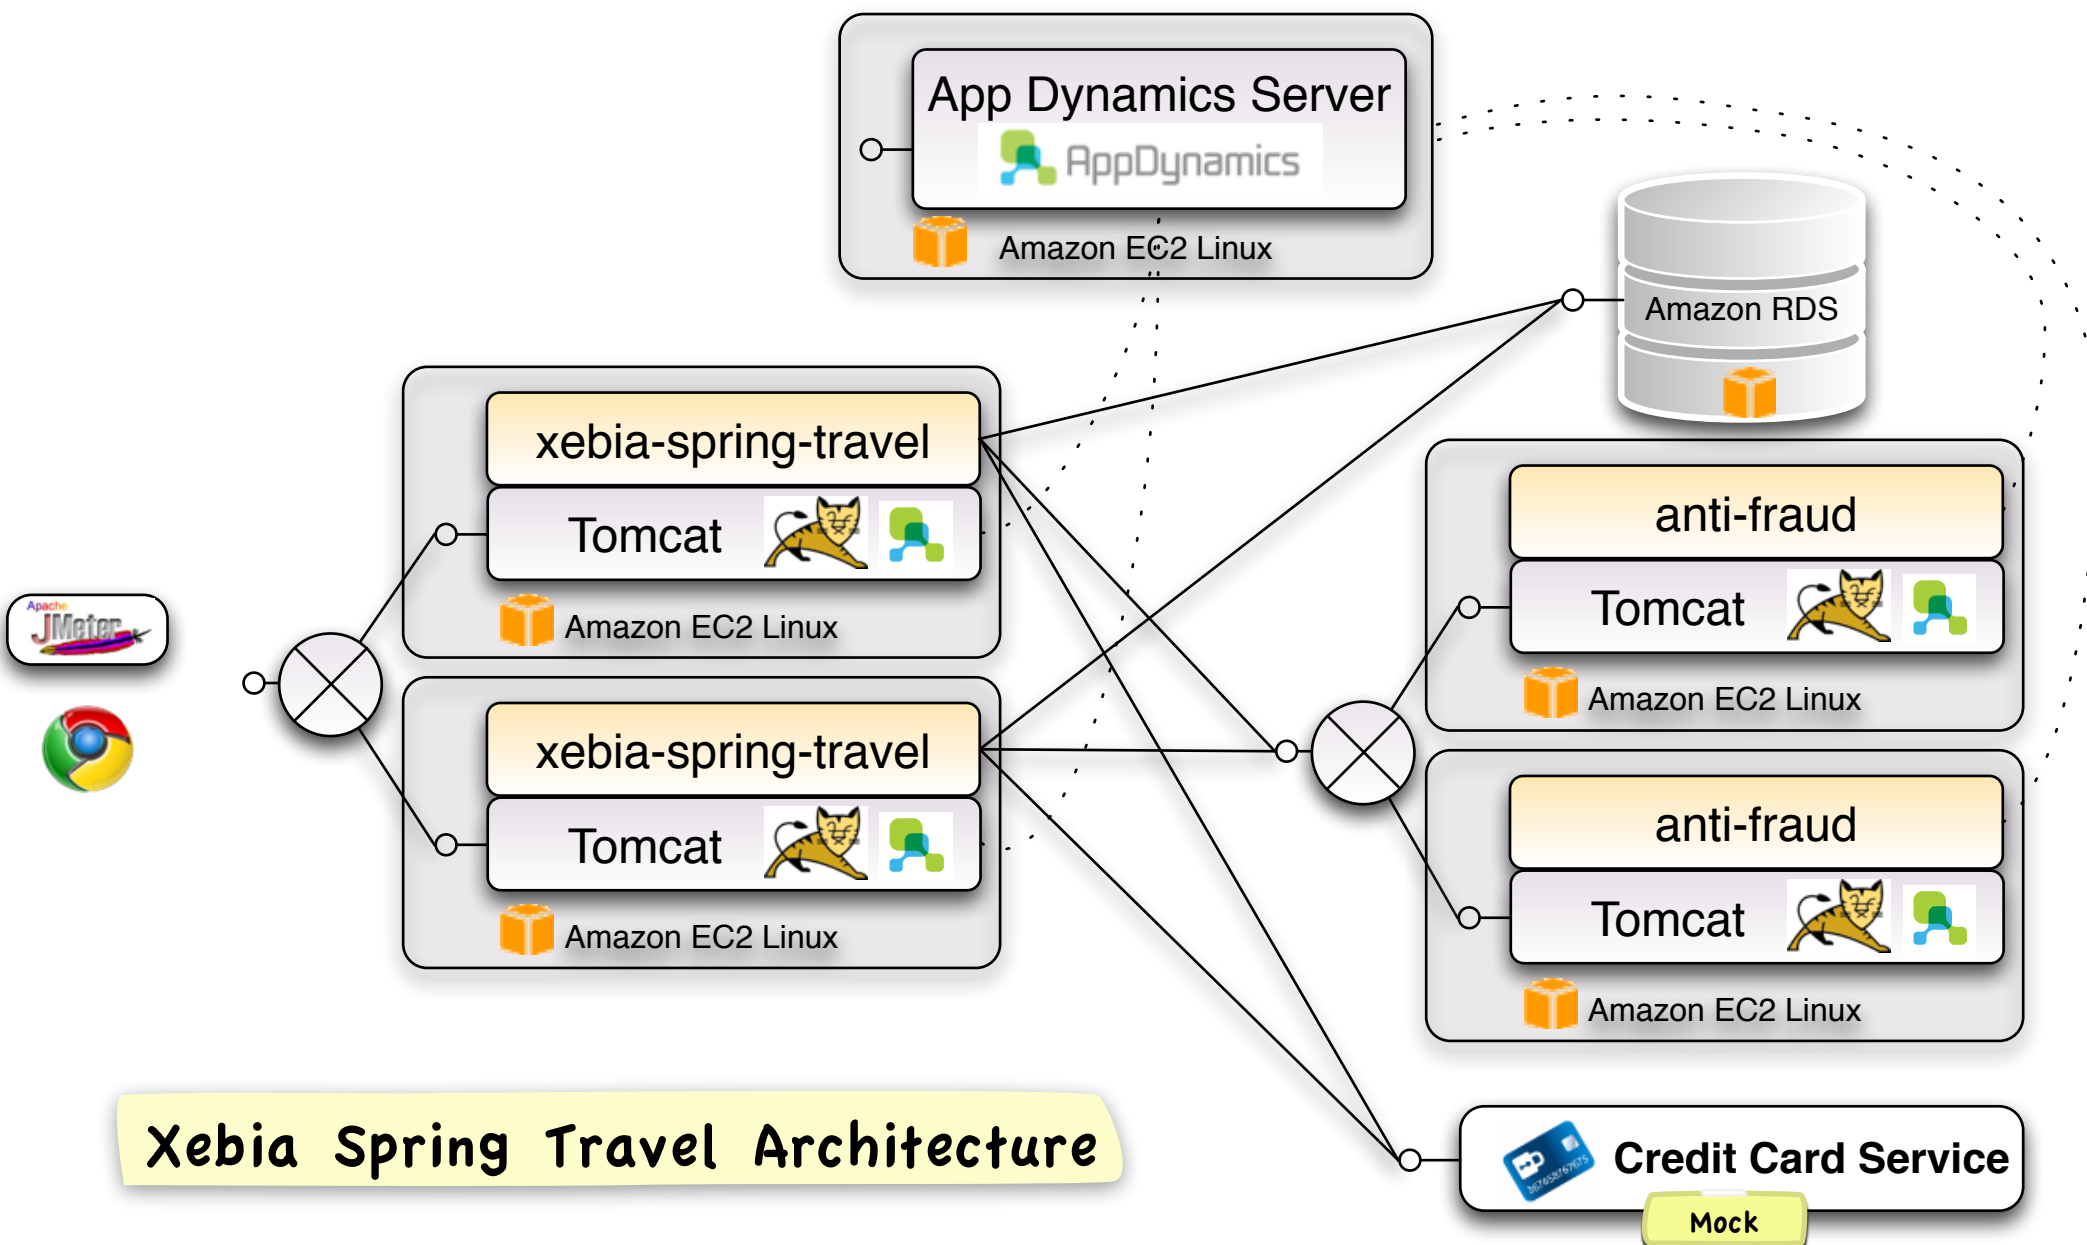 App Dynamics Server
AppDynamics
Amazon EC2 Linux
Amazon RDS
xebia-spring-travel
Tomcat
Amazon EC2 Linux
Apache
JMeter
xebia-spring-travel
Tomcat
Amazon EC2 Linux
anti-fraud
Tomcat
Amazon EC2 Linux
anti-fraud
Tomcat
Amazon EC2 Linux
Xebia Spring Travel Architecture
Credit Card Service
Mock